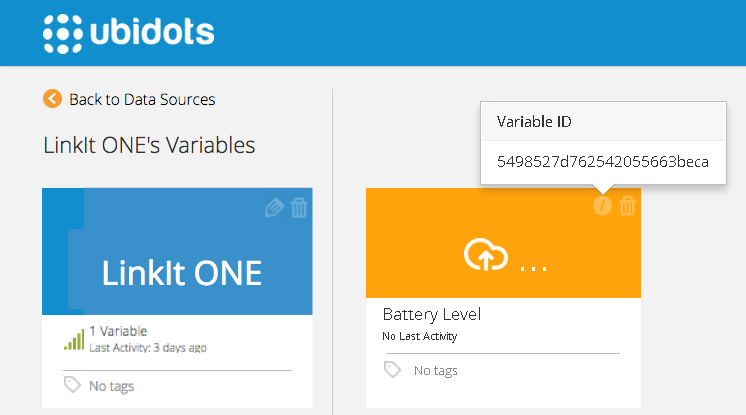 ubidots
Back to Data Sources
LinkIt ONE's Variables
Variable ID
5498527d762542055663beca
LinkIt ONE
1 Variable
Last Activity: 3 days ago
No tags
...
Battery Level
No Last Activity
No tags